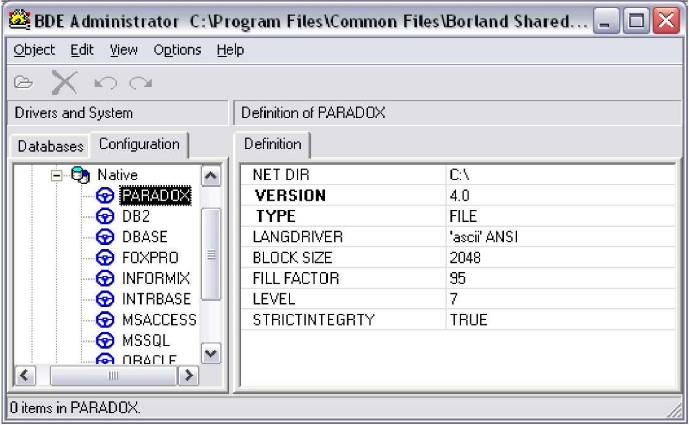 BDE Administrator C:\Program Files\Common Files\Borland Shared...
Object Edit View Options Help
Drivers and System
Definition of PARADOX
Databases Configuration
Definition
Native
PARADOX
DB2
DBASE
FOXPRO
INFORMIX
INTRBASE
MSACCESS
MSSQL
ORACLE
NET DIR C:\
VERSION 4.0
TYPE FILE
LANGDRIVER 'ascii' ANSI
BLOCK SIZE 2048
FILL FACTOR 95
LEVEL 7
STRICTINTEGRTY TRUE
0 items in PARADOX.